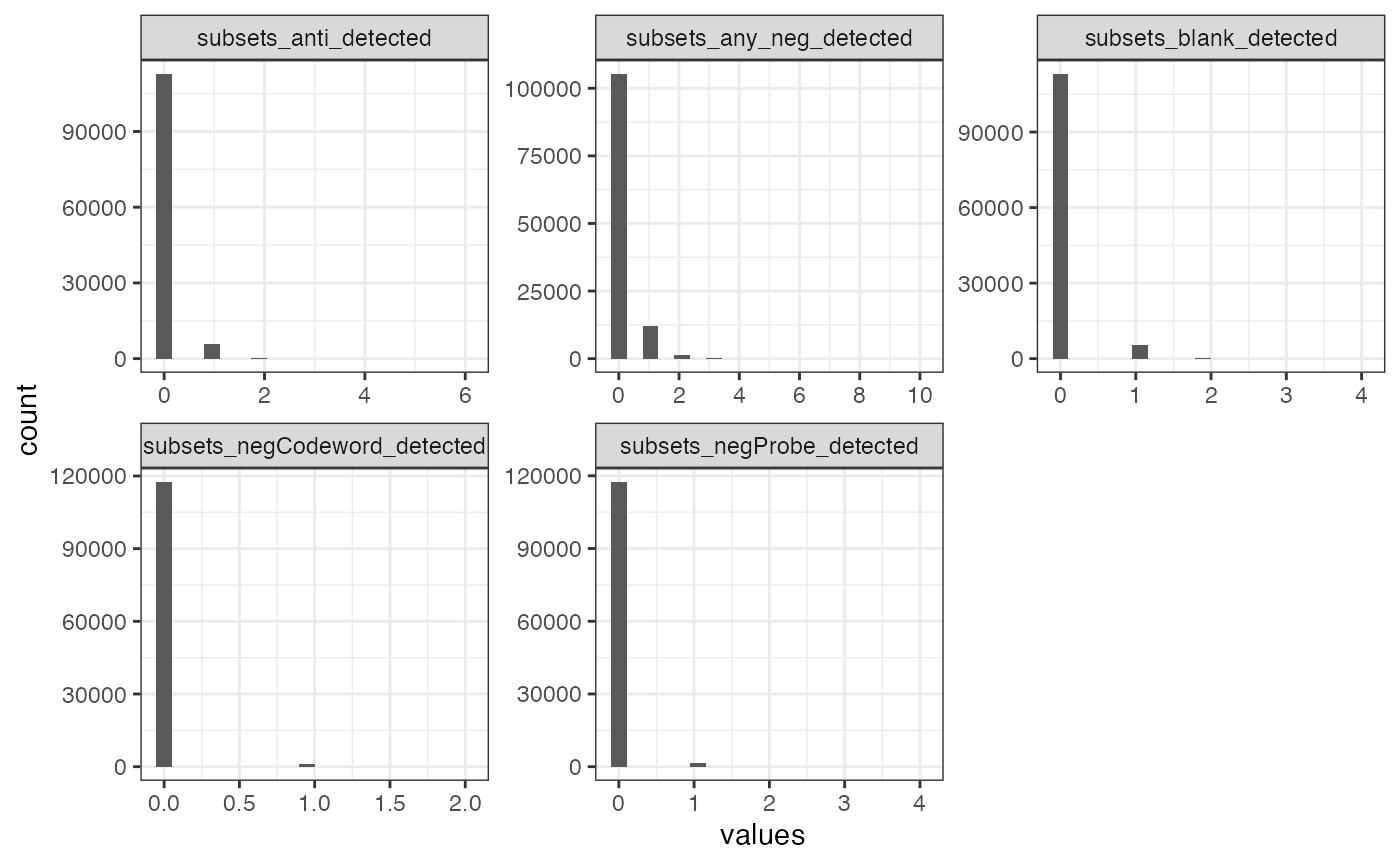 subsets_anti_detected
subsets_any_neg_detected
subsets_blank_detected
90000
60000
30000
0
0 2 4 6
100000
75000
50000
25000
0
0 2 4 6 8 10
90000
60000
30000
0
0 1 2 3 4
count
subsets_negCodeword_detected
subsets_negProbe_detected
120000
90000
60000
30000
0
0.0 0.5 1.0 1.5 2.0
120000
90000
60000
30000
0
0 1 2 3 4
values